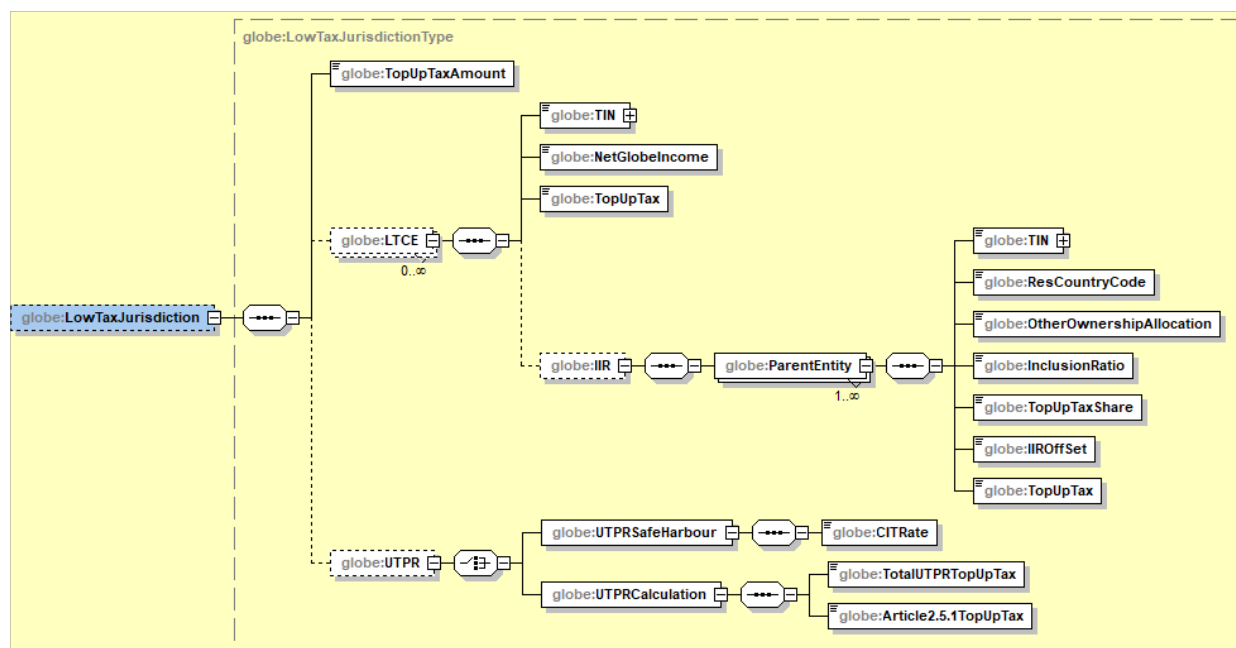 globe:LowTaxJurisdictionType
globe:TopUpTaxAmount
globe:TIN
globe:NetGlobeIncome
globe:TopUpTax
globe:LTCE
0..∞
globe:TIN
globe:ResCountryCode
globe:OtherOwnershipAllocation
globe:LowTaxJurisdiction
globe:IIR
globe:ParentEntity
1..∞
globe:InclusionRatio
globe:TopUpTaxShare
globe:IIROffSet
globe:TopUpTax
globe:UTPR
globe:UTPRSafeHarbour
globe:CITRate
globe:UTPRCalculation
globe:TotalUTPRTopUpTax
globe:Article2.5.1TopUpTax